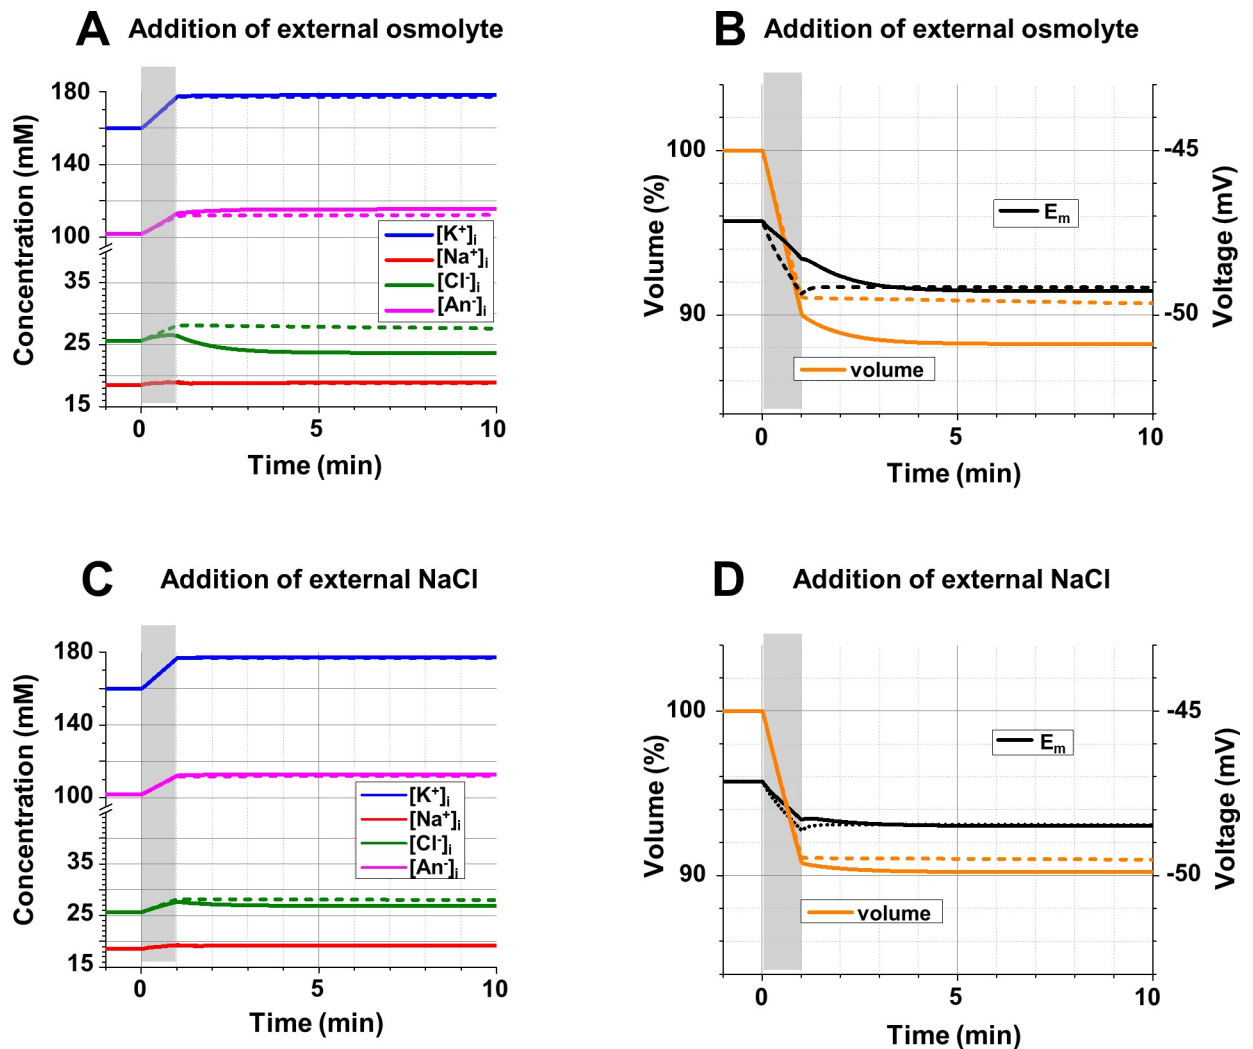 A Addition of external osmolyte
Concentration (mM)
180
140
100
35
25
15
[K⁺]ᵢ
[Na⁺]ᵢ
[Cl⁻]ᵢ
[An⁻]ᵢ
0 5 10
Time (min)
B Addition of external osmolyte
Volume (%)
100
90
Eₘ
volume
-45
-50
Voltage (mV)
0 5 10
Time (min)
C Addition of external NaCl
Concentration (mM)
180
140
100
35
25
15
[K⁺]ᵢ
[Na⁺]ᵢ
[Cl⁻]ᵢ
[An⁻]ᵢ
0 5 10
Time (min)
D Addition of external NaCl
Volume (%)
100
90
Eₘ
volume
-45
-50
Voltage (mV)
0 5 10
Time (min)